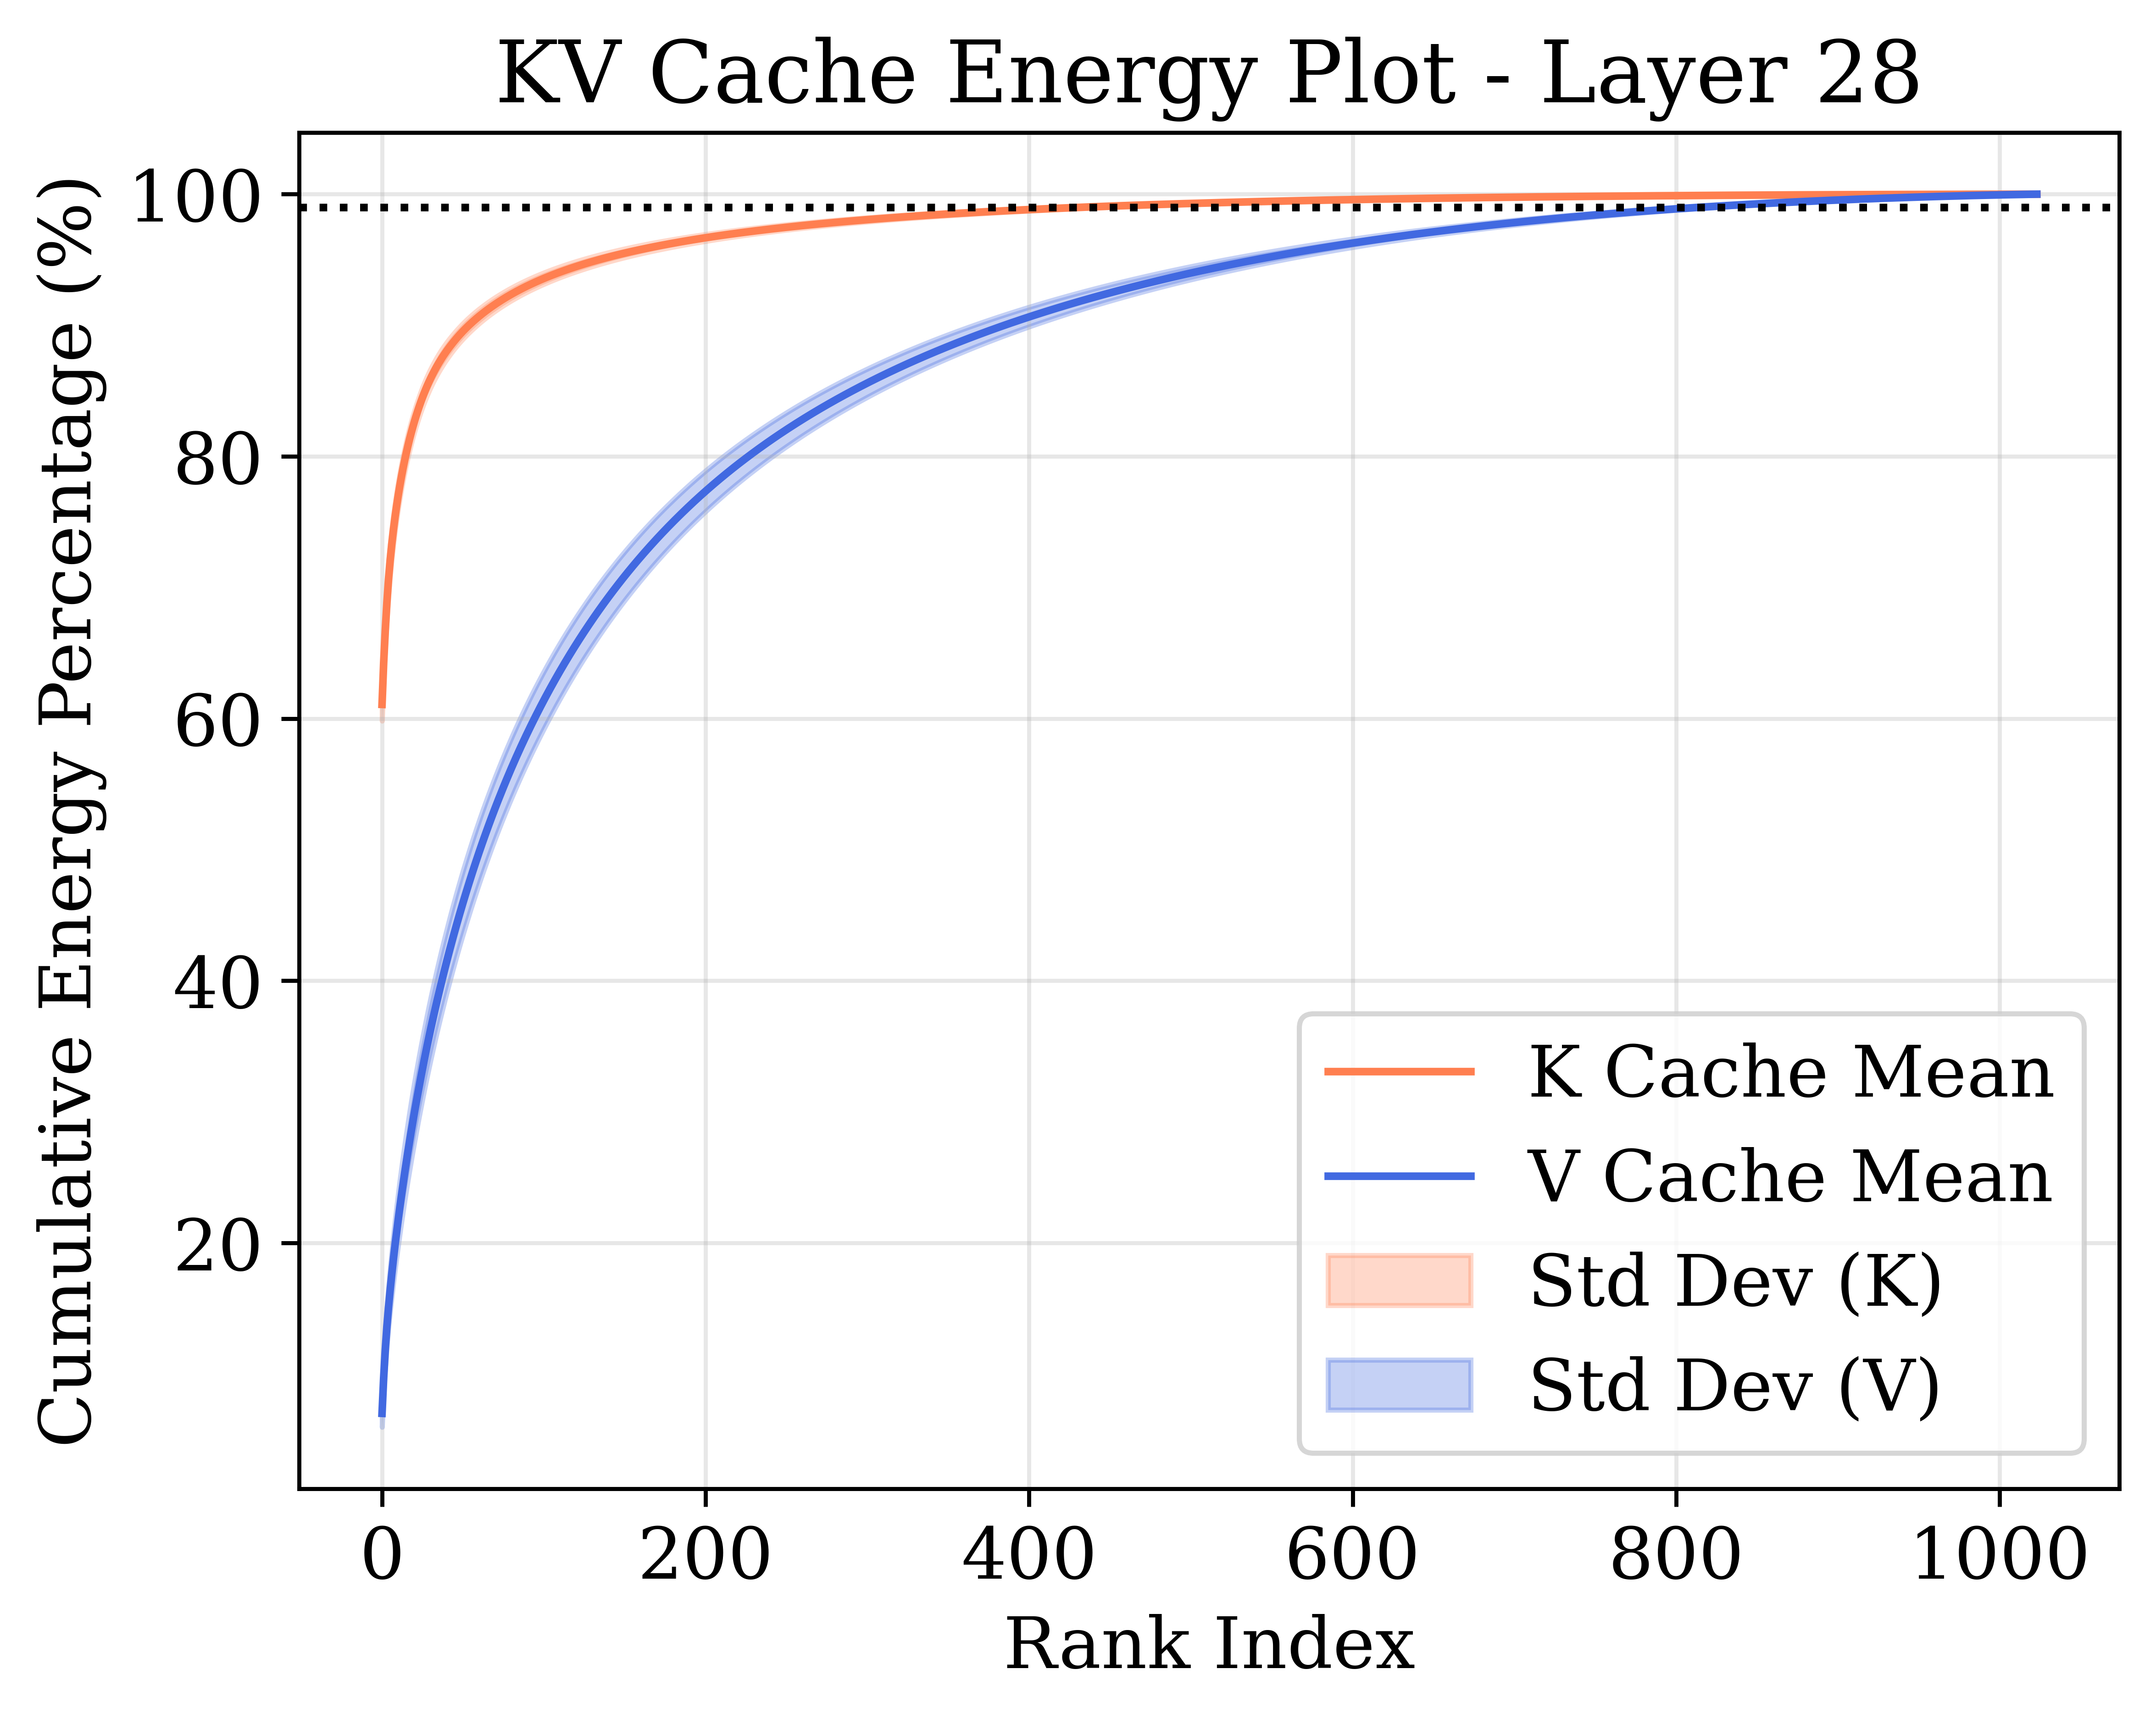 KV Cache Energy Plot - Layer 28
Cumulative Energy Percentage (%)
100
80
60
40
20
0
200
400
600
800
1000
Rank Index
K Cache Mean
V Cache Mean
Std Dev (K)
Std Dev (V)